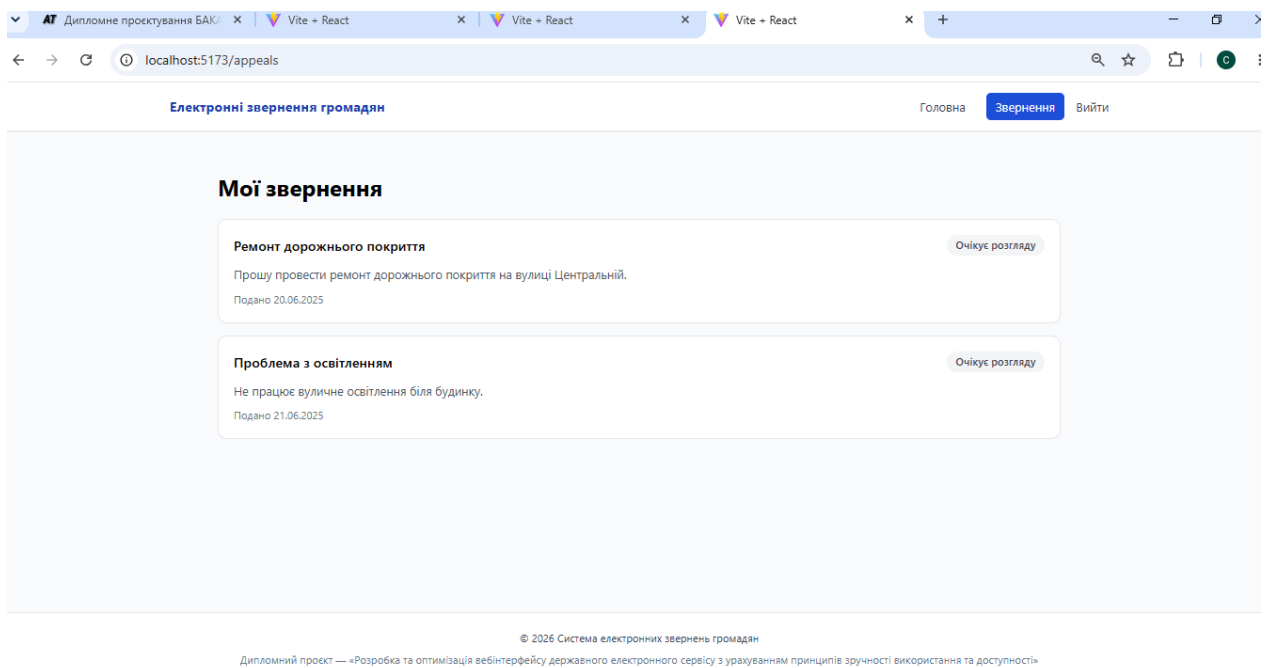 Дипломне проєктування БАКА
Vite + React
Vite + React
Vite + React
localhost:5173/appeals
C
Електронні звернення громадян
Головна
Звернення
Вийти
Мої звернення
Ремонт дорожнього покриття
Очікує розгляду
Прошу провести ремонт дорожнього покриття на вулиці Центральній.
Подано 20.06.2025
Проблема з освітленням
Очікує розгляду
Не працює вуличне освітлення біля будинку.
Подано 21.06.2025
© 2026 Система електронних звернень громадян
Дипломний проєкт — «Розробка та оптимізація вебінтерфейсу державного електронного сервісу з урахуванням принципів зручності використання та доступності»